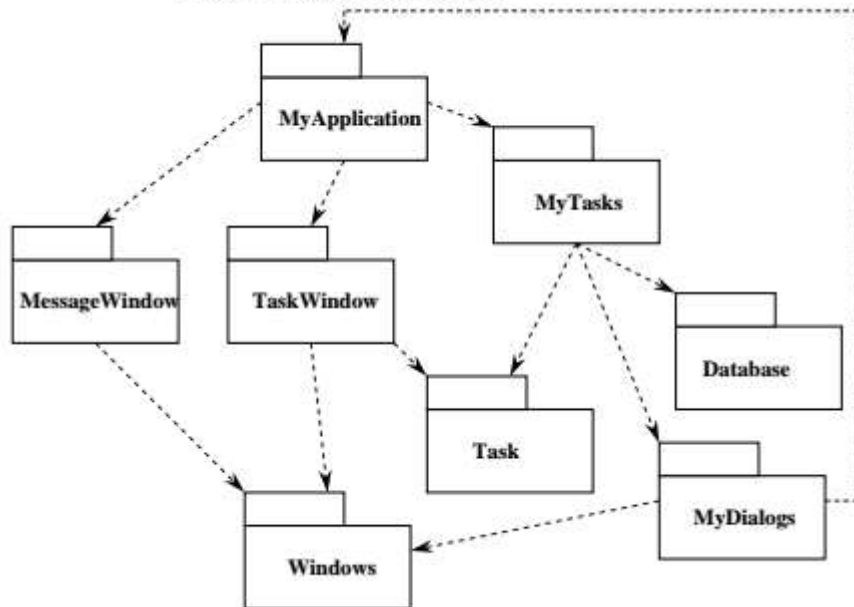 MyApplication
MyTasks
MessageWindow
TaskWindow
Database
Task
MyDialogs
Windows